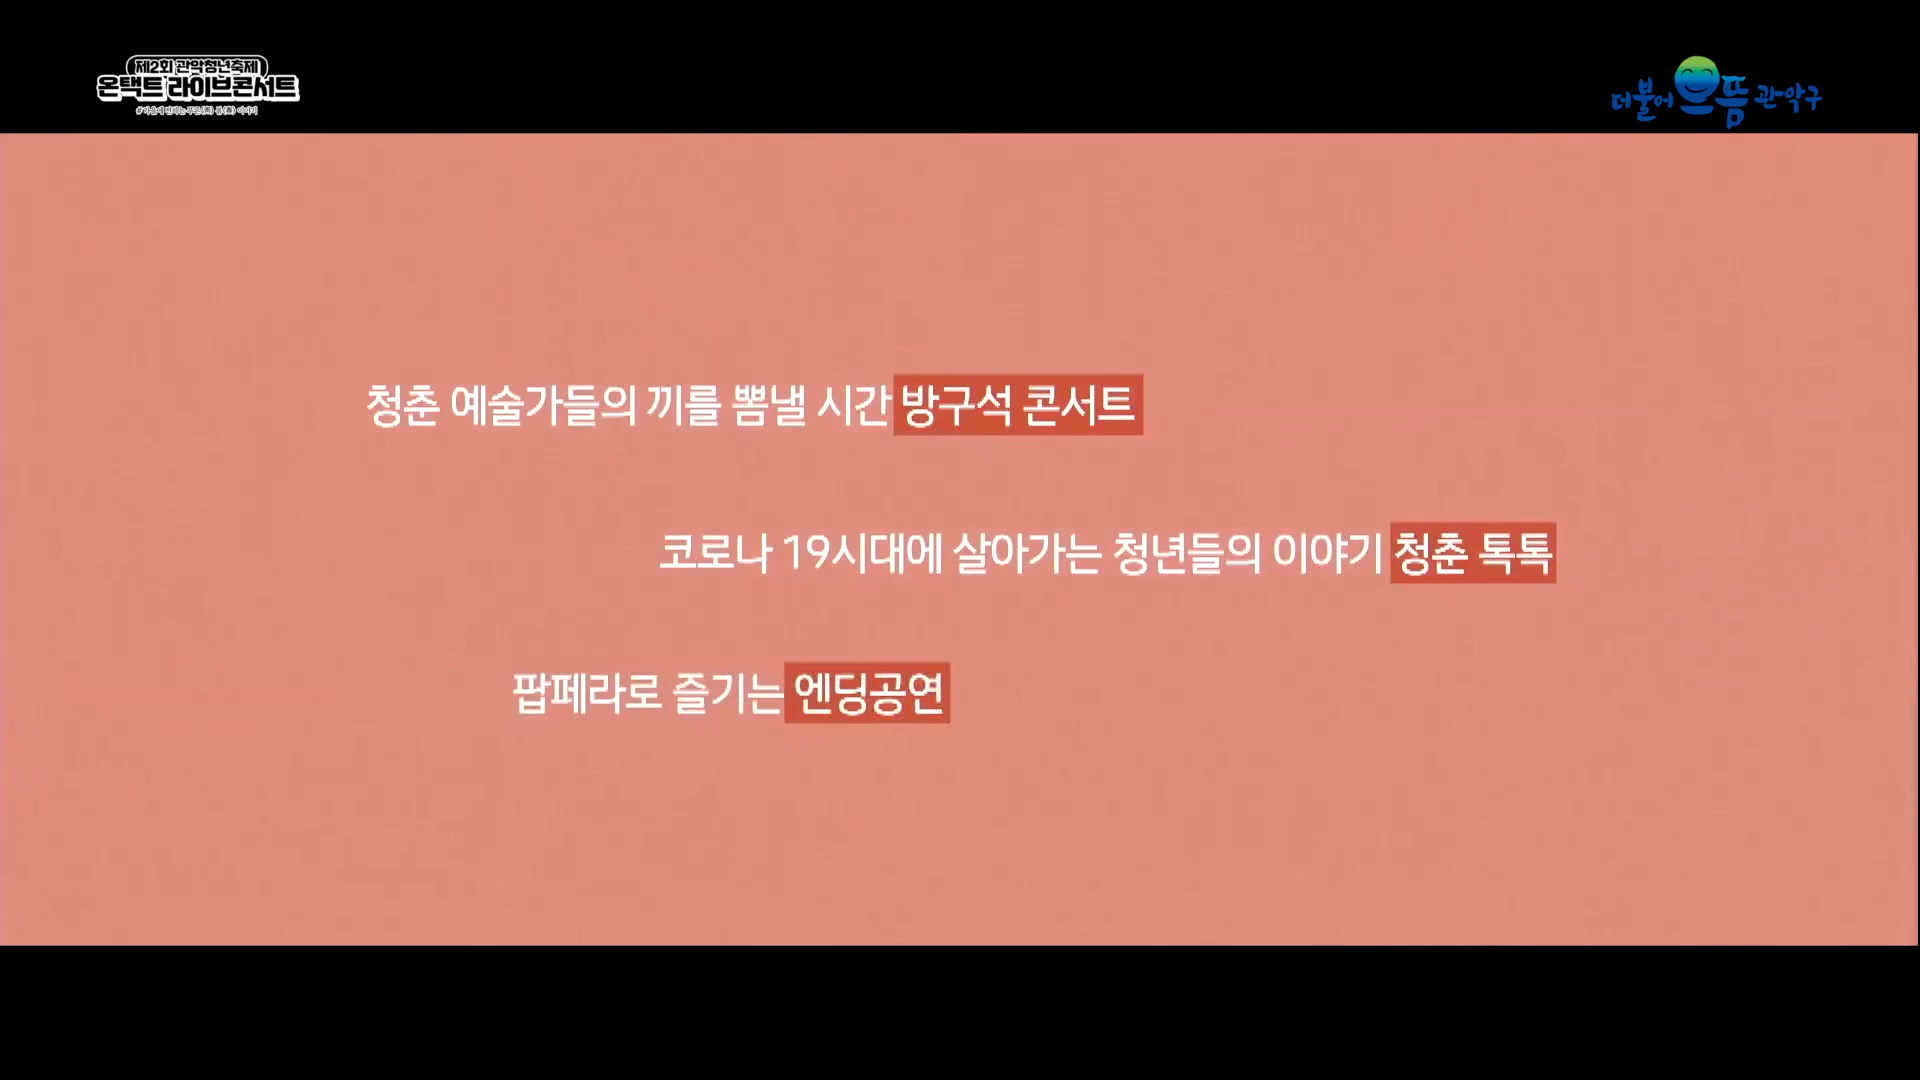 제2회 관악청년축제
온택트 라이브콘서트
더불어 으뜸 관악구
청춘 예술가들의 끼를 뽐낼 시간 방구석 콘서트
코로나 19시대에 살아가는 청년들의 이야기 청춘 톡톡
팝페라로 즐기는 엔딩공연